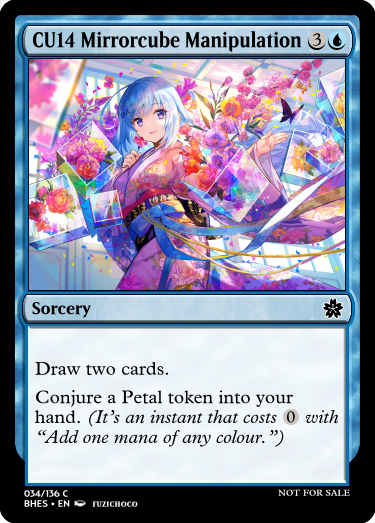 CU14 Mirrorcube Manipulation 3
Sorcery
Draw two cards.
Conjure a Petal token into your
hand. (It's an instant that costs 0 with
“Add one mana of any colour.”)
034/136 C
NOT FOR SALE
BHES • EN FUZICHOCO